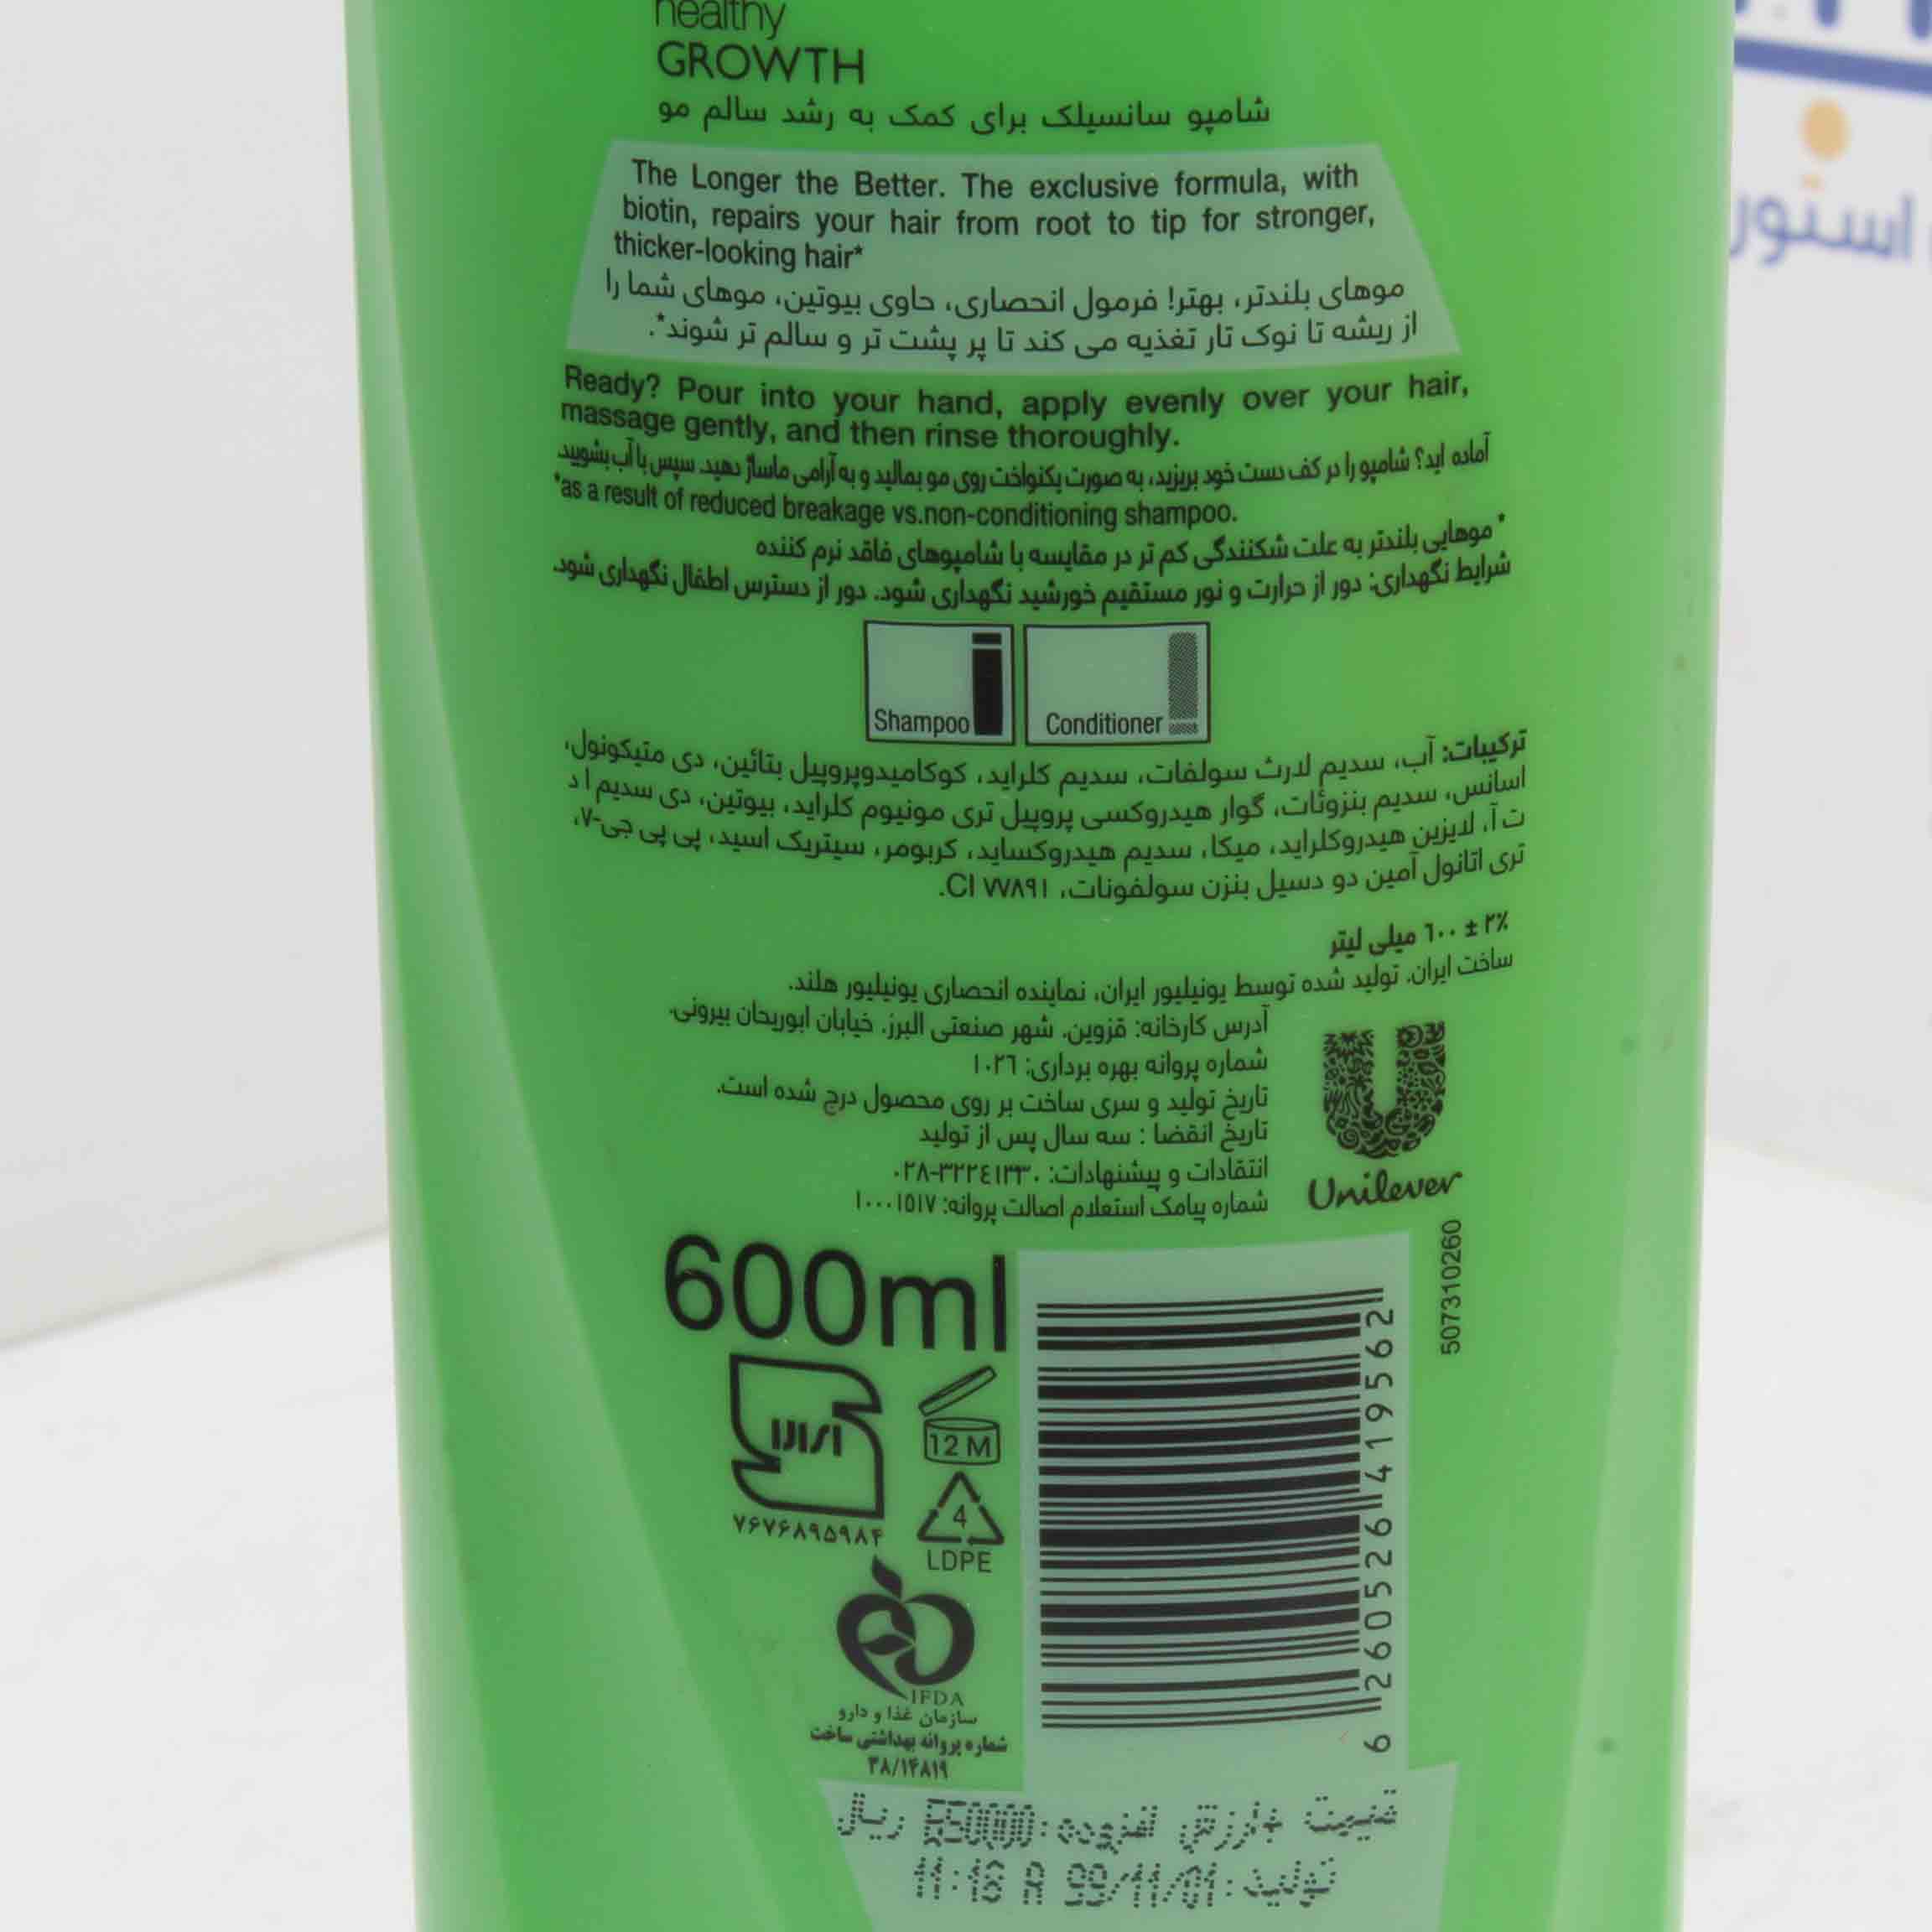 healthy
GROWTH
شامپو سانسیلک برای کمک به رشد سالم مو
The Longer the Better. The exclusive formula, with
biotin, repairs your hair from root to tip for stronger,
thicker-looking hair*
موهای بلندتر، بهتر! فرمول انحصاری، حاوی بیوتین، موهای شما را
از ریشه تا نوک تار تغذیه می کند تا پر پشت تر و سالم تر شوند*.
Ready? Pour into your hand, apply evenly over your hair,
massage gently, and then rinse thoroughly.
آماده اید؟ شامپو را در کف دست خود بریزید، به صورت یکنواخت روی مو بمالید و به آرامی ماساژ دهید. سپس با آب بشویید.
*as a result of reduced breakage vs.non-conditioning shampoo.
* موهایی بلندتر به علت شکنندگی کم تر در مقایسه با شامپوهای فاقد نرم کننده
شرایط نگهداری: دور از حرارت و نور مستقیم خورشید نگهداری شود. دور از دسترس اطفال نگهداری شود.
Shampoo
Conditioner
ترکیبات: آب، سدیم لارث سولفات، سدیم کلراید، کوکامیدوپروپیل بتائین، دی متیکونول،
اسانس، سدیم بنزوئات، گوار هیدروکسی پروپیل تری مونیوم کلراید، بیوتین، دی سدیم ا د
ت آ، لایزین هیدروکلراید، میکا، سدیم هیدروکساید، کربومر، سیتریک اسید، پی پی جی-۷،
تری اتانول آمین دو دسیل بنزن سولفونات، CI ۷۷۸۹۱.
۲٪ ± ۶۰۰ میلی لیتر
ساخت ایران. تولید شده توسط یونیلیور ایران، نماینده انحصاری یونیلیور هلند.
آدرس کارخانه: قزوین. شهر صنعتی البرز. خیابان ابوریحان بیرونی.
شماره پروانه بهره برداری: ۱۰۲۶
تاریخ تولید و سری ساخت بر روی محصول درج شده است.
تاریخ انقضا : سه سال پس از تولید
انتقادات و پیشنهادات: ۰۲۸-۳۲۲٤۱۳۳۰
شماره پیامک استعلام اصالت پروانه: ۱۰۰۰۱۵۱۷
Unilever
507310260
600ml
12 M
4
LDPE
۷۶۷۶۸۹۵۹۸۴
IFDA
سازمان غذا و دارو
شماره پروانه بهداشتی ساخت
۳۸/۱۴۸۱۹
6 260526 419562
قیمت باارزش افزوده: ریال
تولید: 99/11/01
استور